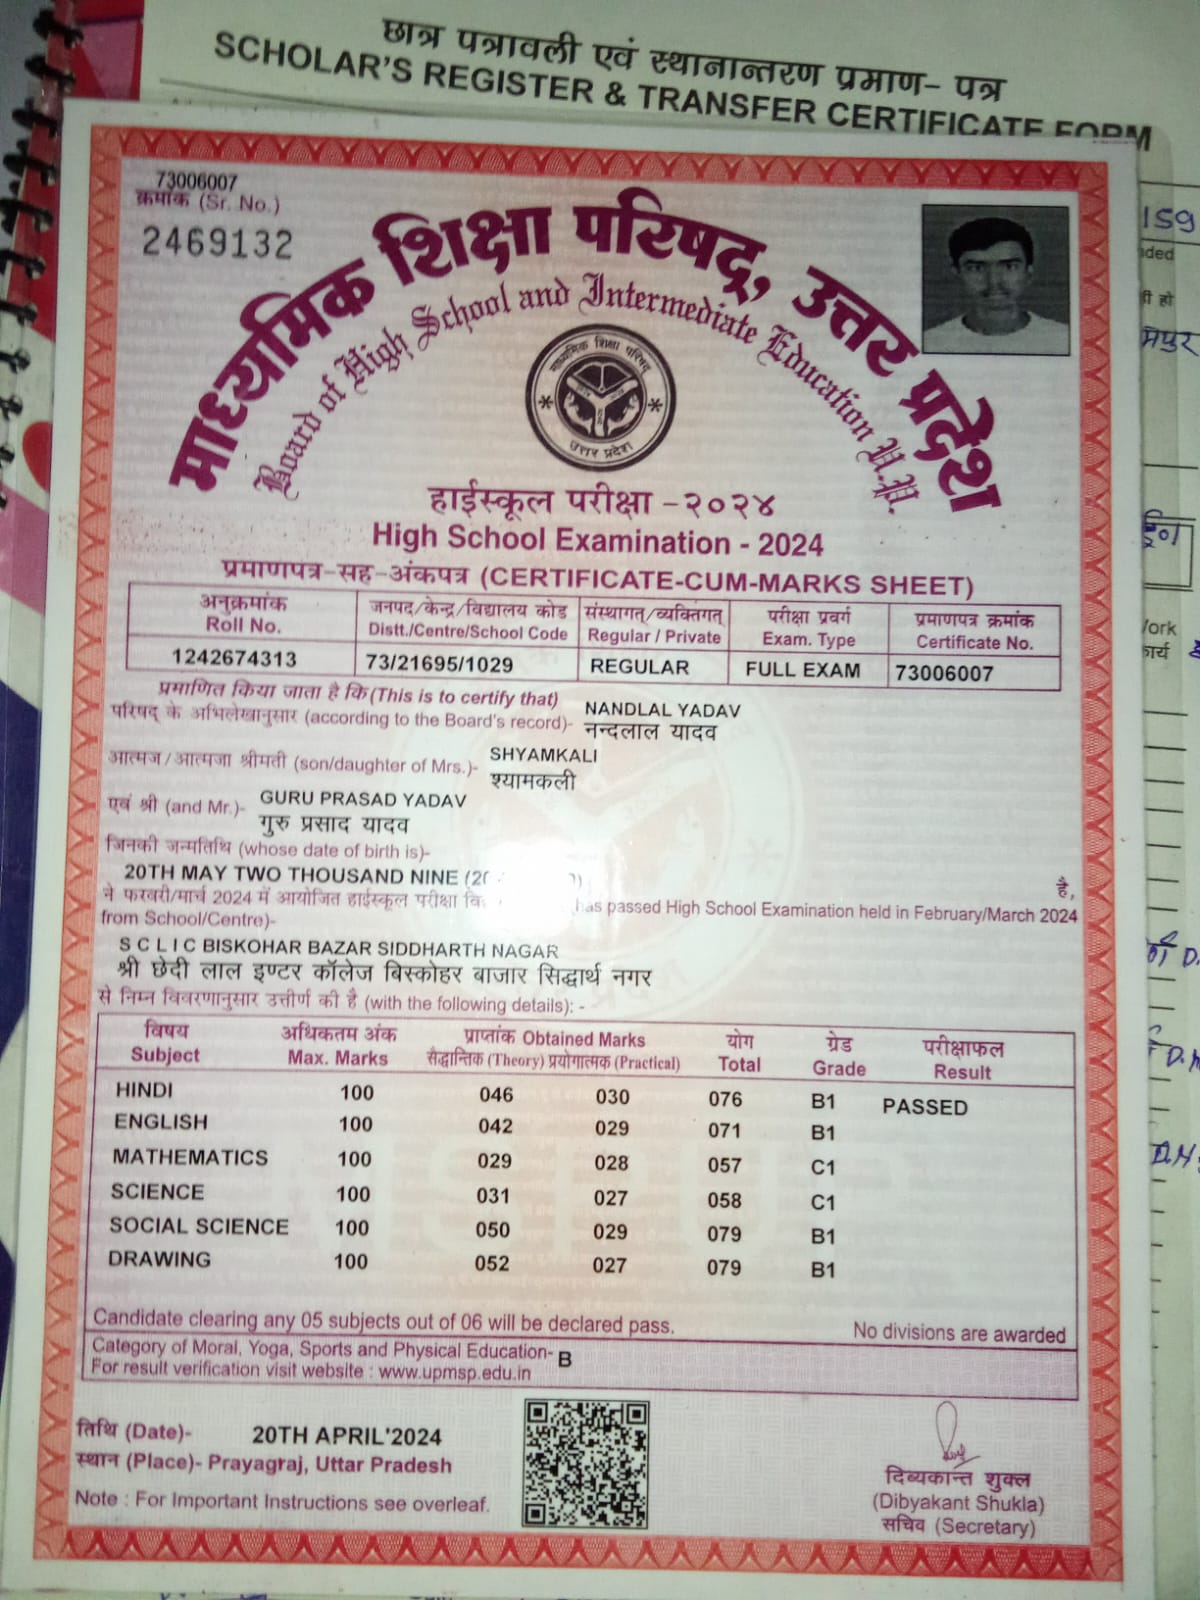 छात्र पत्रावली एवं स्थानान्तरण प्रमाण- पत्र
SCHOLAR'S REGISTER & TRANSFER CERTIFICATE FORM
73006007
क्रमांक (Sr. No.)
2469132
माध्यमिक शिक्षा परिषद्, उत्तर प्रदेश
Board of High School and Intermediate Education U.P.
माध्यमिक शिक्षा परिषद्
उत्तर प्रदेश
हाईस्कूल परीक्षा -२०२४
High School Examination - 2024
प्रमाणपत्र-सह-अंकपत्र (CERTIFICATE-CUM-MARKS SHEET)
अनुक्रमांक जनपद/केन्द्र/विद्यालय कोड संस्थागत्/व्यक्तिगत् परीक्षा प्रवर्ग प्रमाणपत्र क्रमांक
Roll No. Distt./Centre/School Code Regular / Private Exam. Type Certificate No.
1242674313 73/21695/1029 REGULAR FULL EXAM 73006007
प्रमाणित किया जाता है कि (This is to certify that)
परिषद् के अभिलेखानुसार (according to the Board's record)- NANDLAL YADAV
नन्दलाल यादव
आत्मज/आत्मजा श्रीमती (son/daughter of Mrs.)- SHYAMKALI
श्यामकली
एवं श्री (and Mr.)- GURU PRASAD YADAV
गुरु प्रसाद यादव
जिनकी जन्मतिथि (whose date of birth is)-
20TH MAY TWO THOUSAND NINE
है,
ने फरवरी/मार्च 2024 में आयोजित हाईस्कूल परीक्षा has passed High School Examination held in February/March 2024
from School/Centre)-
S C L I C BISKOHAR BAZAR SIDDHARTH NAGAR
श्री छेदी लाल इण्टर कॉलेज बिस्कोहर बाजार सिद्धार्थ नगर
से निम्न विवरणानुसार उत्तीर्ण की है (with the following details): -
विषय अधिकतम अंक प्राप्तांक Obtained Marks योग ग्रेड परीक्षाफल
Subject Max. Marks सैद्धान्तिक (Theory) प्रयोगात्मक (Practical) Total Grade Result
HINDI 100 046 030 076 B1 PASSED
ENGLISH 100 042 029 071 B1
MATHEMATICS 100 029 028 057 C1
SCIENCE 100 031 027 058 C1
SOCIAL SCIENCE 100 050 029 079 B1
DRAWING 100 052 027 079 B1
Candidate clearing any 05 subjects out of 06 will be declared pass.
No divisions are awarded
Category of Moral, Yoga, Sports and Physical Education- B
For result verification visit website : www.upmsp.edu.in
तिथि (Date)- 20TH APRIL'2024
स्थान (Place)- Prayagraj, Uttar Pradesh
Note : For Important Instructions see overleaf.
दिव्यकान्त शुक्ल
(Dibyakant Shukla)
सचिव (Secretary)